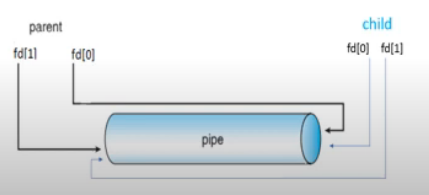 parent
child
fd[1]
fd[0]
fd[0]
fd[1]
pipe